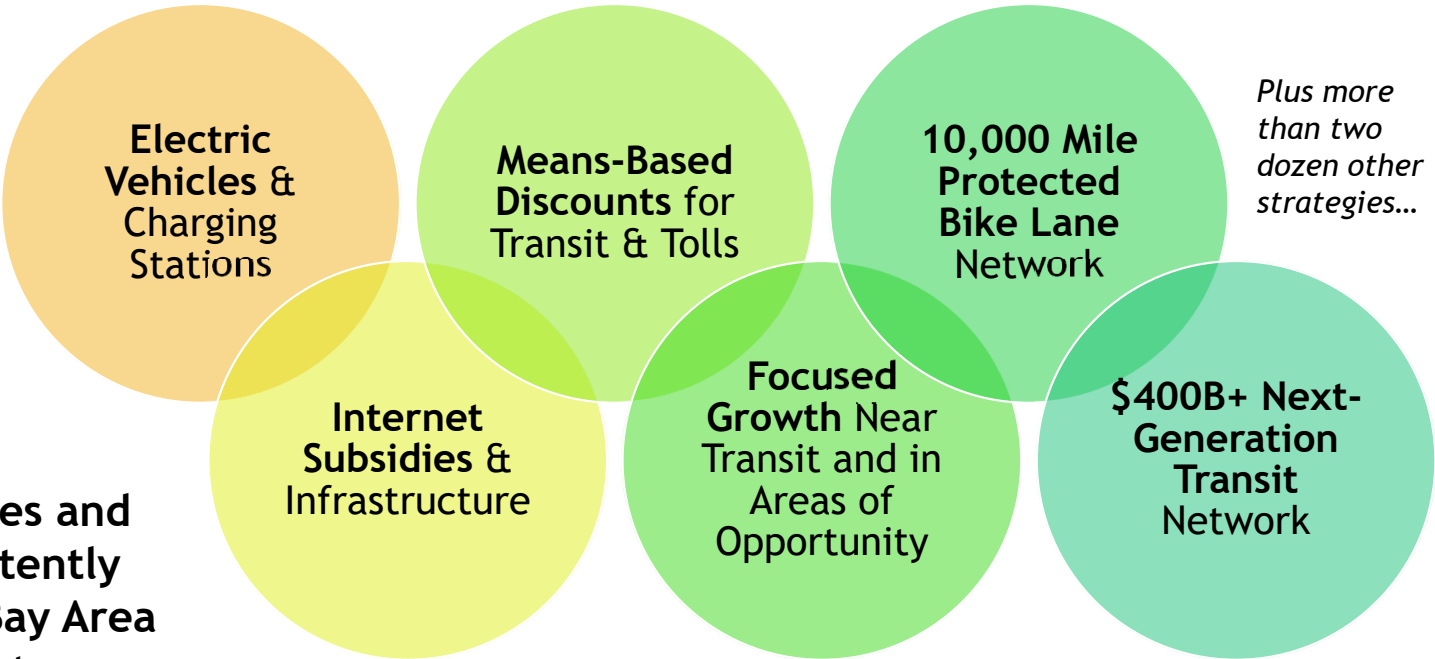 Electric
Vehicles &
Charging
Stations
Means-Based
Discounts for
Transit & Tolls
10,000 Mile
Protected
Bike Lane
Network
Plus more
than two
dozen other
strategies…
Internet
Subsidies &
Infrastructure
Focused
Growth Near
Transit and in
Areas of
Opportunity
$400B+ Next-
Generation
Transit
Network
es and
tently
Bay Area